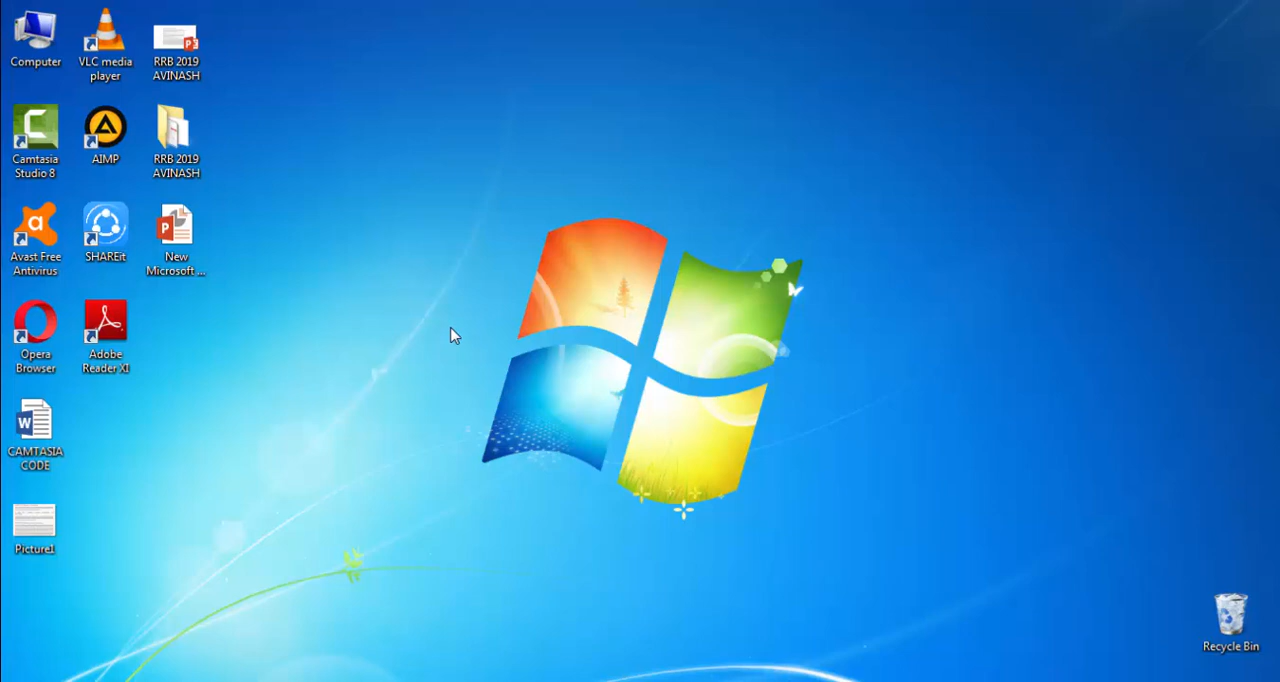 Computer
VLC media
player
RRB 2019
AVINASH
Camtasia
Studio 8
AIMP
RRB 2019
AVINASH
Avast Free
Antivirus
SHAREit
New
Microsoft ...
Opera
Browser
Adobe
Reader XI
CAMTASIA
CODE
Picture1
Recycle Bin